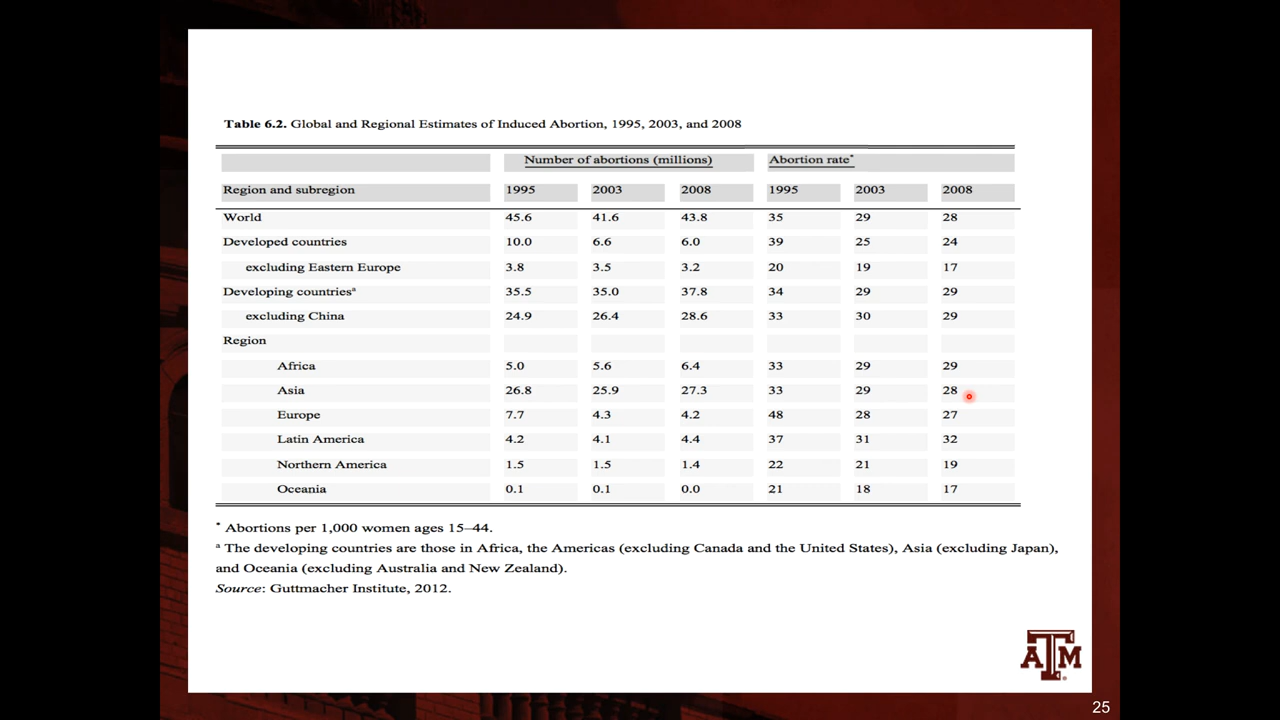 Table 6.2. Global and Regional Estimates of Induced Abortion, 1995, 2003, and 2008
Number of abortions (millions) Abortion rate*
Region and subregion 1995 2003 2008 1995 2003 2008
World 45.6 41.6 43.8 35 29 28
Developed countries 10.0 6.6 6.0 39 25 24
excluding Eastern Europe 3.8 3.5 3.2 20 19 17
Developing countriesª 35.5 35.0 37.8 34 29 29
excluding China 24.9 26.4 28.6 33 30 29
Region
Africa 5.0 5.6 6.4 33 29 29
Asia 26.8 25.9 27.3 33 29 28
Europe 7.7 4.3 4.2 48 28 27
Latin America 4.2 4.1 4.4 37 31 32
Northern America 1.5 1.5 1.4 22 21 19
Oceania 0.1 0.1 0.0 21 18 17
* Abortions per 1,000 women ages 15–44.
ª The developing countries are those in Africa, the Americas (excluding Canada and the United States), Asia (excluding Japan),
and Oceania (excluding Australia and New Zealand).
Source: Guttmacher Institute, 2012.
ATM
25